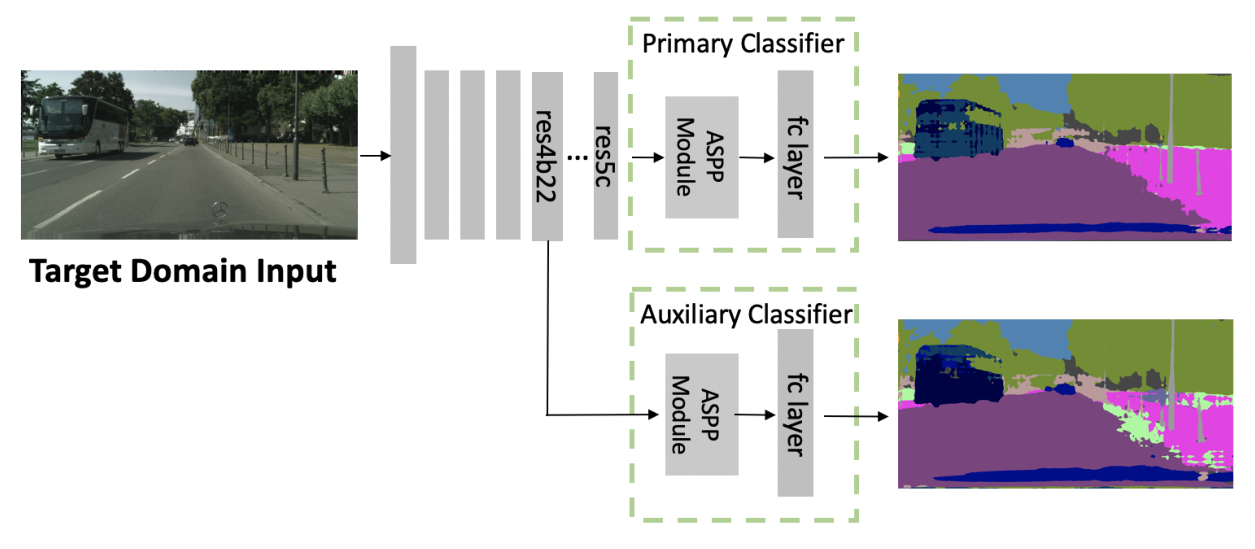 Primary Classifier
res4b22
...
res5c
ASPP
Module
fc layer
Target Domain Input
Auxiliary Classifier
ASPP
Module
fc layer